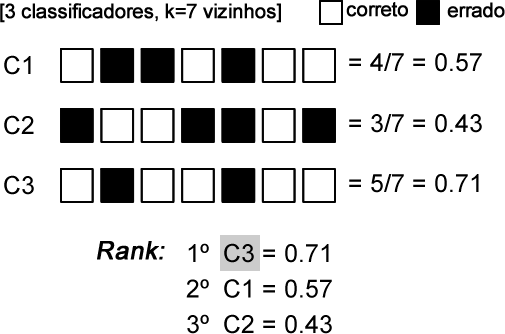 [3 classificadores, k=7 vizinhos] correto errado
C1 = 4/7 = 0.57
C2 = 3/7 = 0.43
C3 = 5/7 = 0.71
Rank: 1º C3 = 0.71
2º C1 = 0.57
3º C2 = 0.43